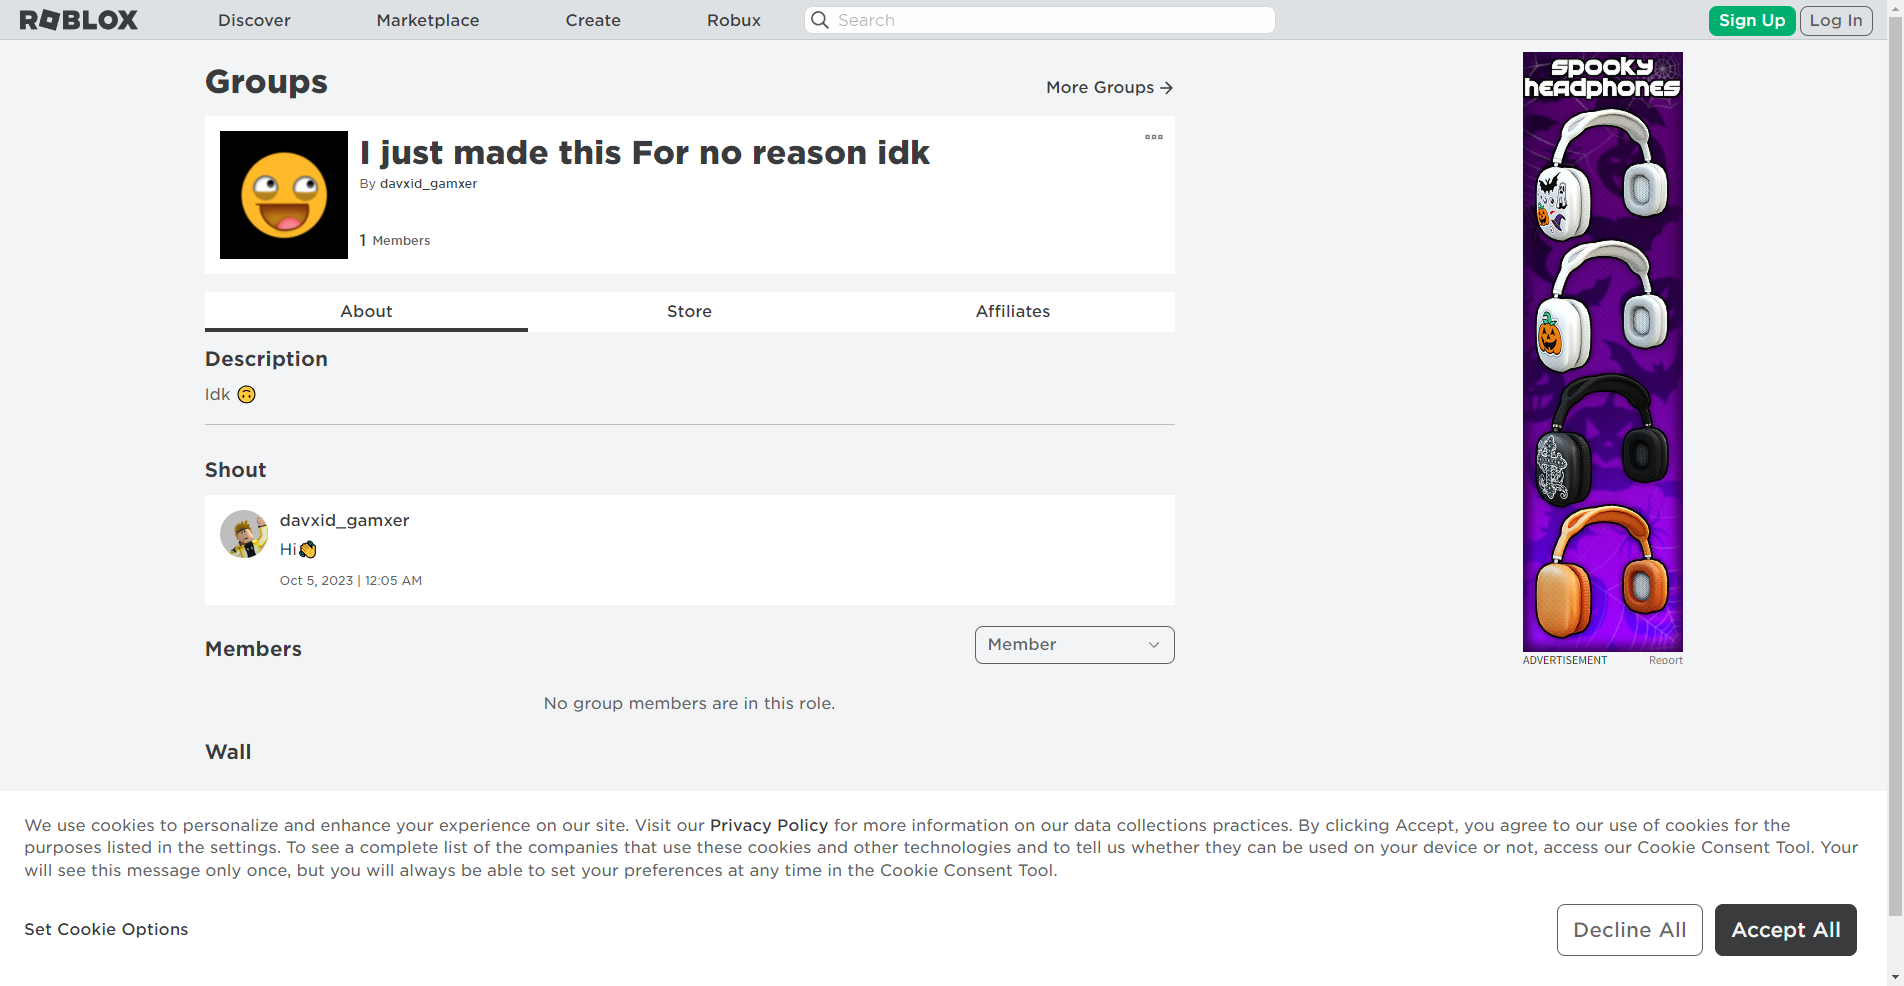 ROBLOX
Discover
Marketplace
Create
Robux
Search
Sign Up
Log In
Groups
More Groups →
I just made this For no reason idk
By davxid_gamxer
1 Members
About
Store
Affiliates
Description
Idk 🙃
Shout
davxid_gamxer
Hi👏
Oct 5, 2023 | 12:05 AM
Members
Member
No group members are in this role.
Wall
SPOOKY
HEADPHONES
ADVERTISEMENT
Report
We use cookies to personalize and enhance your experience on our site. Visit our Privacy Policy for more information on our data collections practices. By clicking Accept, you agree to our use of cookies for the
purposes listed in the settings. To see a complete list of the companies that use these cookies and other technologies and to tell us whether they can be used on your device or not, access our Cookie Consent Tool. Your
will see this message only once, but you will always be able to set your preferences at any time in the Cookie Consent Tool.
Set Cookie Options
Decline All
Accept All